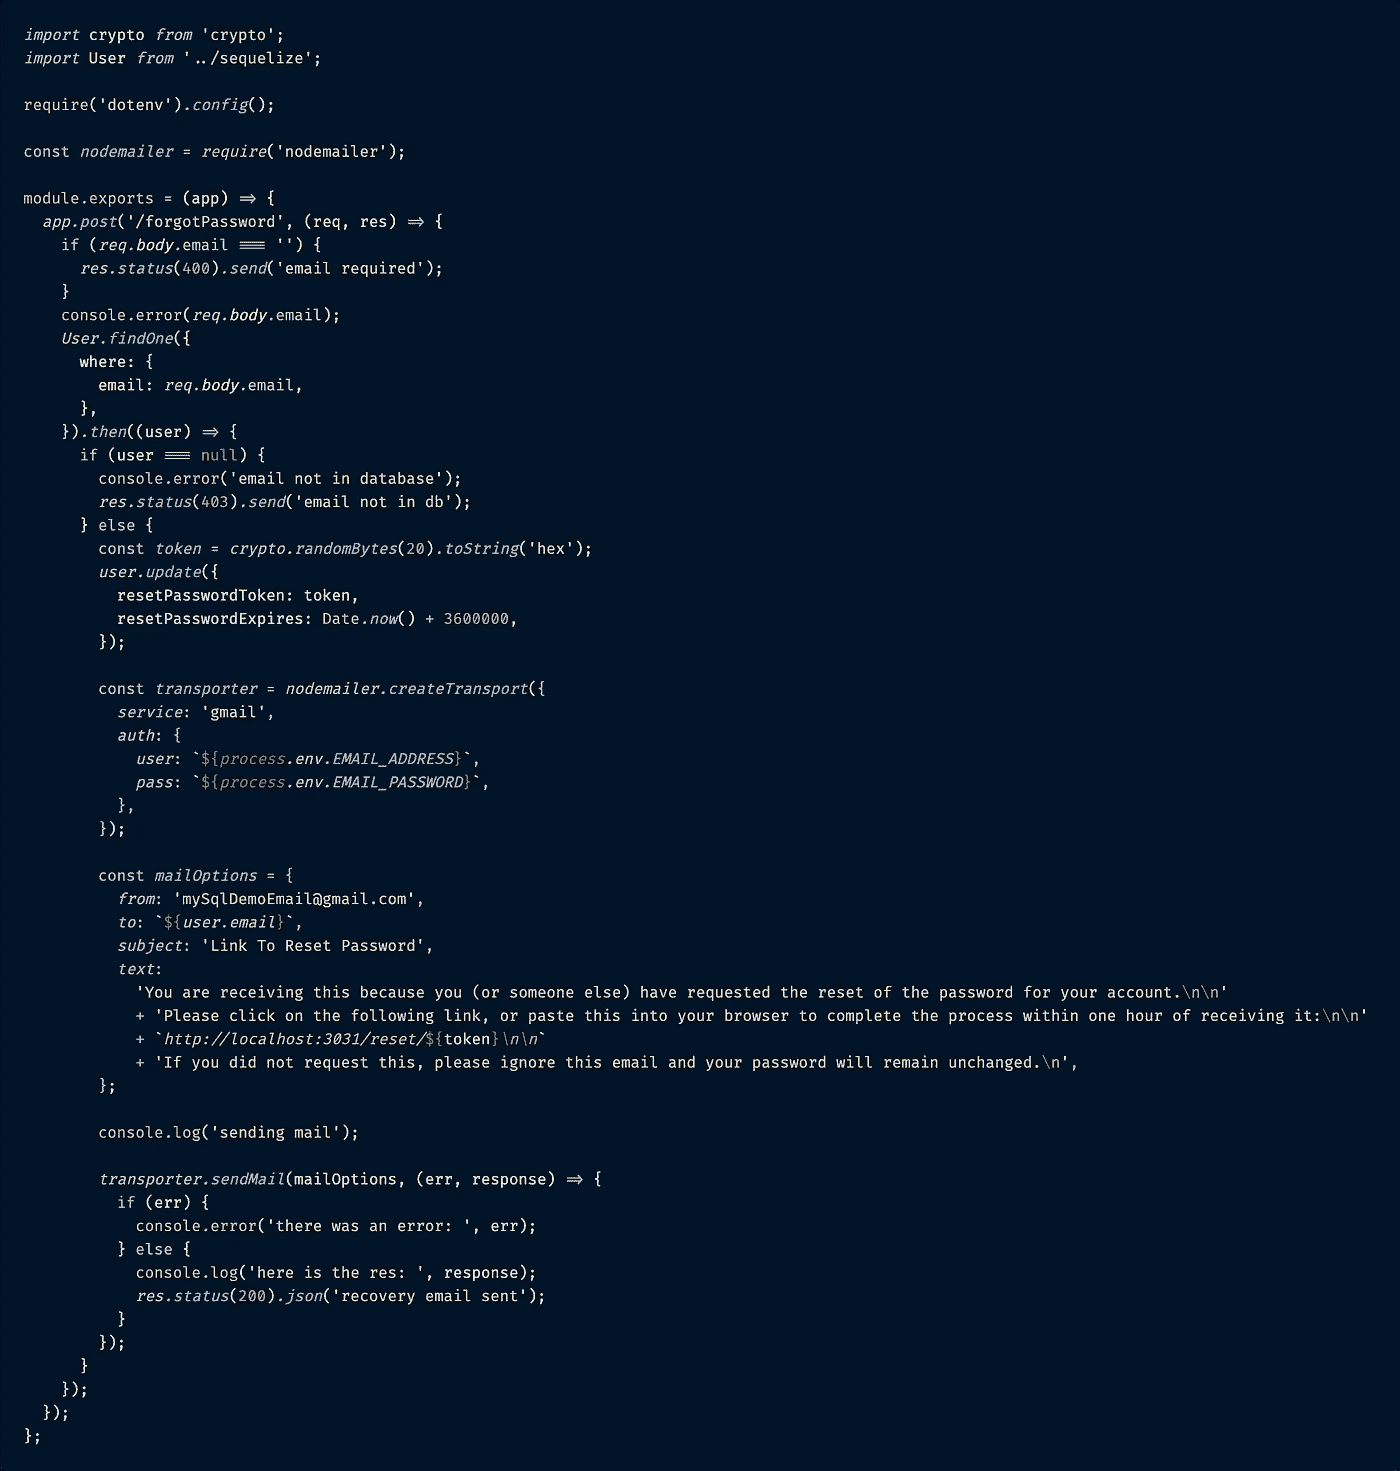 import crypto from 'crypto';
import User from '../sequelize';

require('dotenv').config();

const nodemailer = require('nodemailer');

module.exports = (app) => {
  app.post('/forgotPassword', (req, res) => {
    if (req.body.email === '') {
      res.status(400).send('email required');
    }
    console.error(req.body.email);
    User.findOne({
      where: {
        email: req.body.email,
      },
    }).then((user) => {
      if (user === null) {
        console.error('email not in database');
        res.status(403).send('email not in db');
      } else {
        const token = crypto.randomBytes(20).toString('hex');
        user.update({
          resetPasswordToken: token,
          resetPasswordExpires: Date.now() + 3600000,
        });

        const transporter = nodemailer.createTransport({
          service: 'gmail',
          auth: {
            user: `${process.env.EMAIL_ADDRESS}`,
            pass: `${process.env.EMAIL_PASSWORD}`,
          },
        });

        const mailOptions = {
          from: 'mySqlDemoEmail@gmail.com',
          to: `${user.email}`,
          subject: 'Link To Reset Password',
          text:
            'You are receiving this because you (or someone else) have requested the reset of the password for your account.\n\n'
            + 'Please click on the following link, or paste this into your browser to complete the process within one hour of receiving it:\n\n'
            + `http://localhost:3031/reset/${token}\n\n`
            + 'If you did not request this, please ignore this email and your password will remain unchanged.\n',
        };

        console.log('sending mail');

        transporter.sendMail(mailOptions, (err, response) => {
          if (err) {
            console.error('there was an error: ', err);
          } else {
            console.log('here is the res: ', response);
            res.status(200).json('recovery email sent');
          }
        });
      }
    });
  });
};